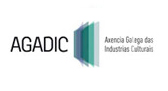 AGADIC
Axencia Galega das
Industrias Culturais